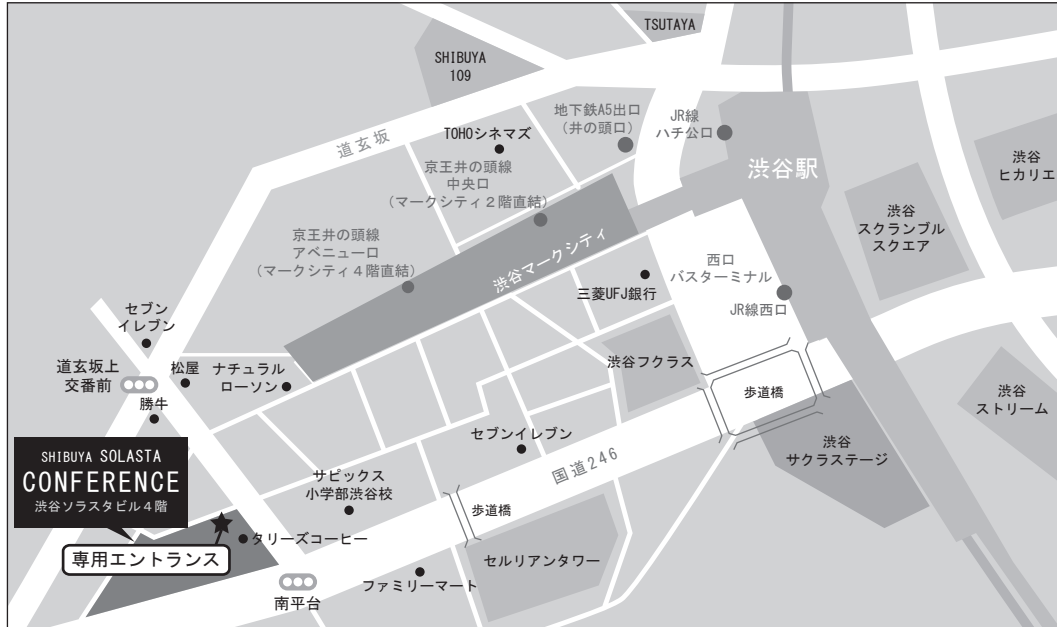 TSUTAYA
SHIBUYA
109
道玄坂
TOHOシネマズ
地下鉄A5出口
(井の頭口)
JR線
ハチ公口
渋谷駅
渋谷
ヒカリエ
京王井の頭線
中央口
(マークシティ2階直結)
渋谷
スクランブル
スクエア
京王井の頭線
アベニュー口
(マークシティ4階直結)
渋谷マークシティ
西口
バスターミナル
三菱UFJ銀行
JR線西口
セブン
イレブン
道玄坂上
交番前
松屋
ナチュラル
ローソン
勝牛
渋谷フクラス
歩道橋
渋谷
ストリーム
セブンイレブン
国道246
渋谷
サクラステージ
SHIBUYA SOLASTA
CONFERENCE
渋谷ソラスタビル4階
サピックス
小学部渋谷校
歩道橋
タリーズコーヒー
専用エントランス
セルリアンタワー
ファミリーマート
南平台